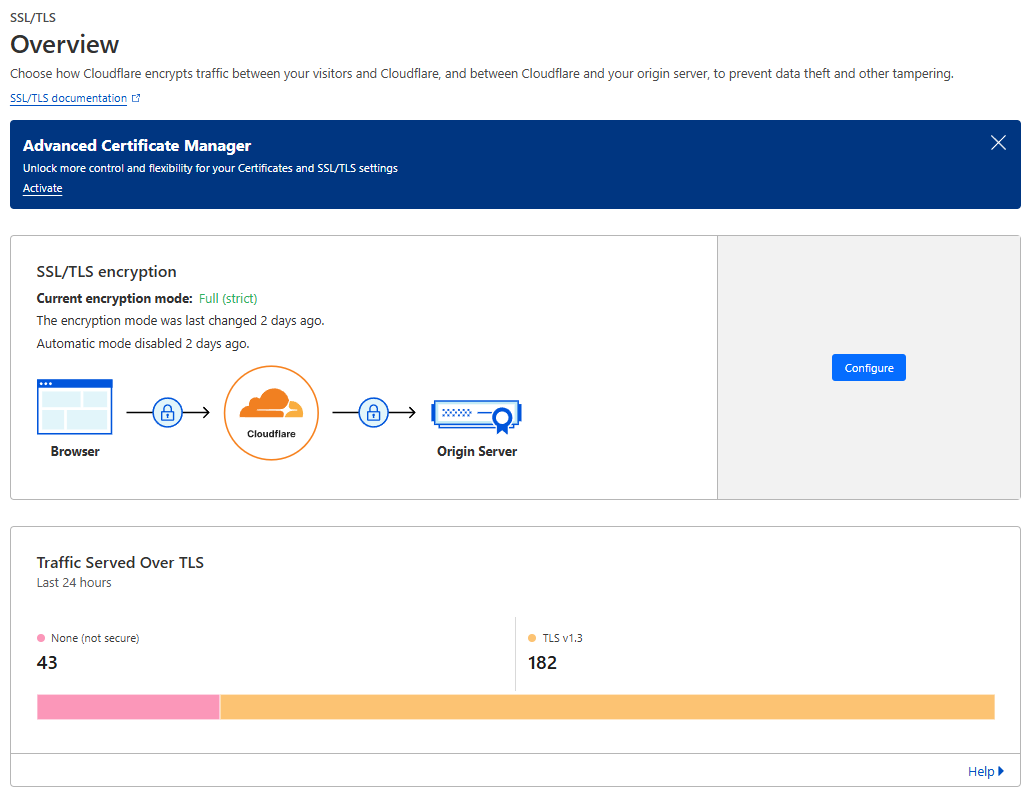 SSL/TLS
Overview
Choose how Cloudflare encrypts traffic between your visitors and Cloudflare, and between Cloudflare and your origin server, to prevent data theft and other tampering.
SSL/TLS documentation
Advanced Certificate Manager
Unlock more control and flexibility for your Certificates and SSL/TLS settings
Activate
SSL/TLS encryption
Current encryption mode: Full (strict)
The encryption mode was last changed 2 days ago.
Automatic mode disabled 2 days ago.
Configure
Cloudflare
Browser
Origin Server
Traffic Served Over TLS
Last 24 hours
None (not secure)
43
TLS v1.3
182
Help